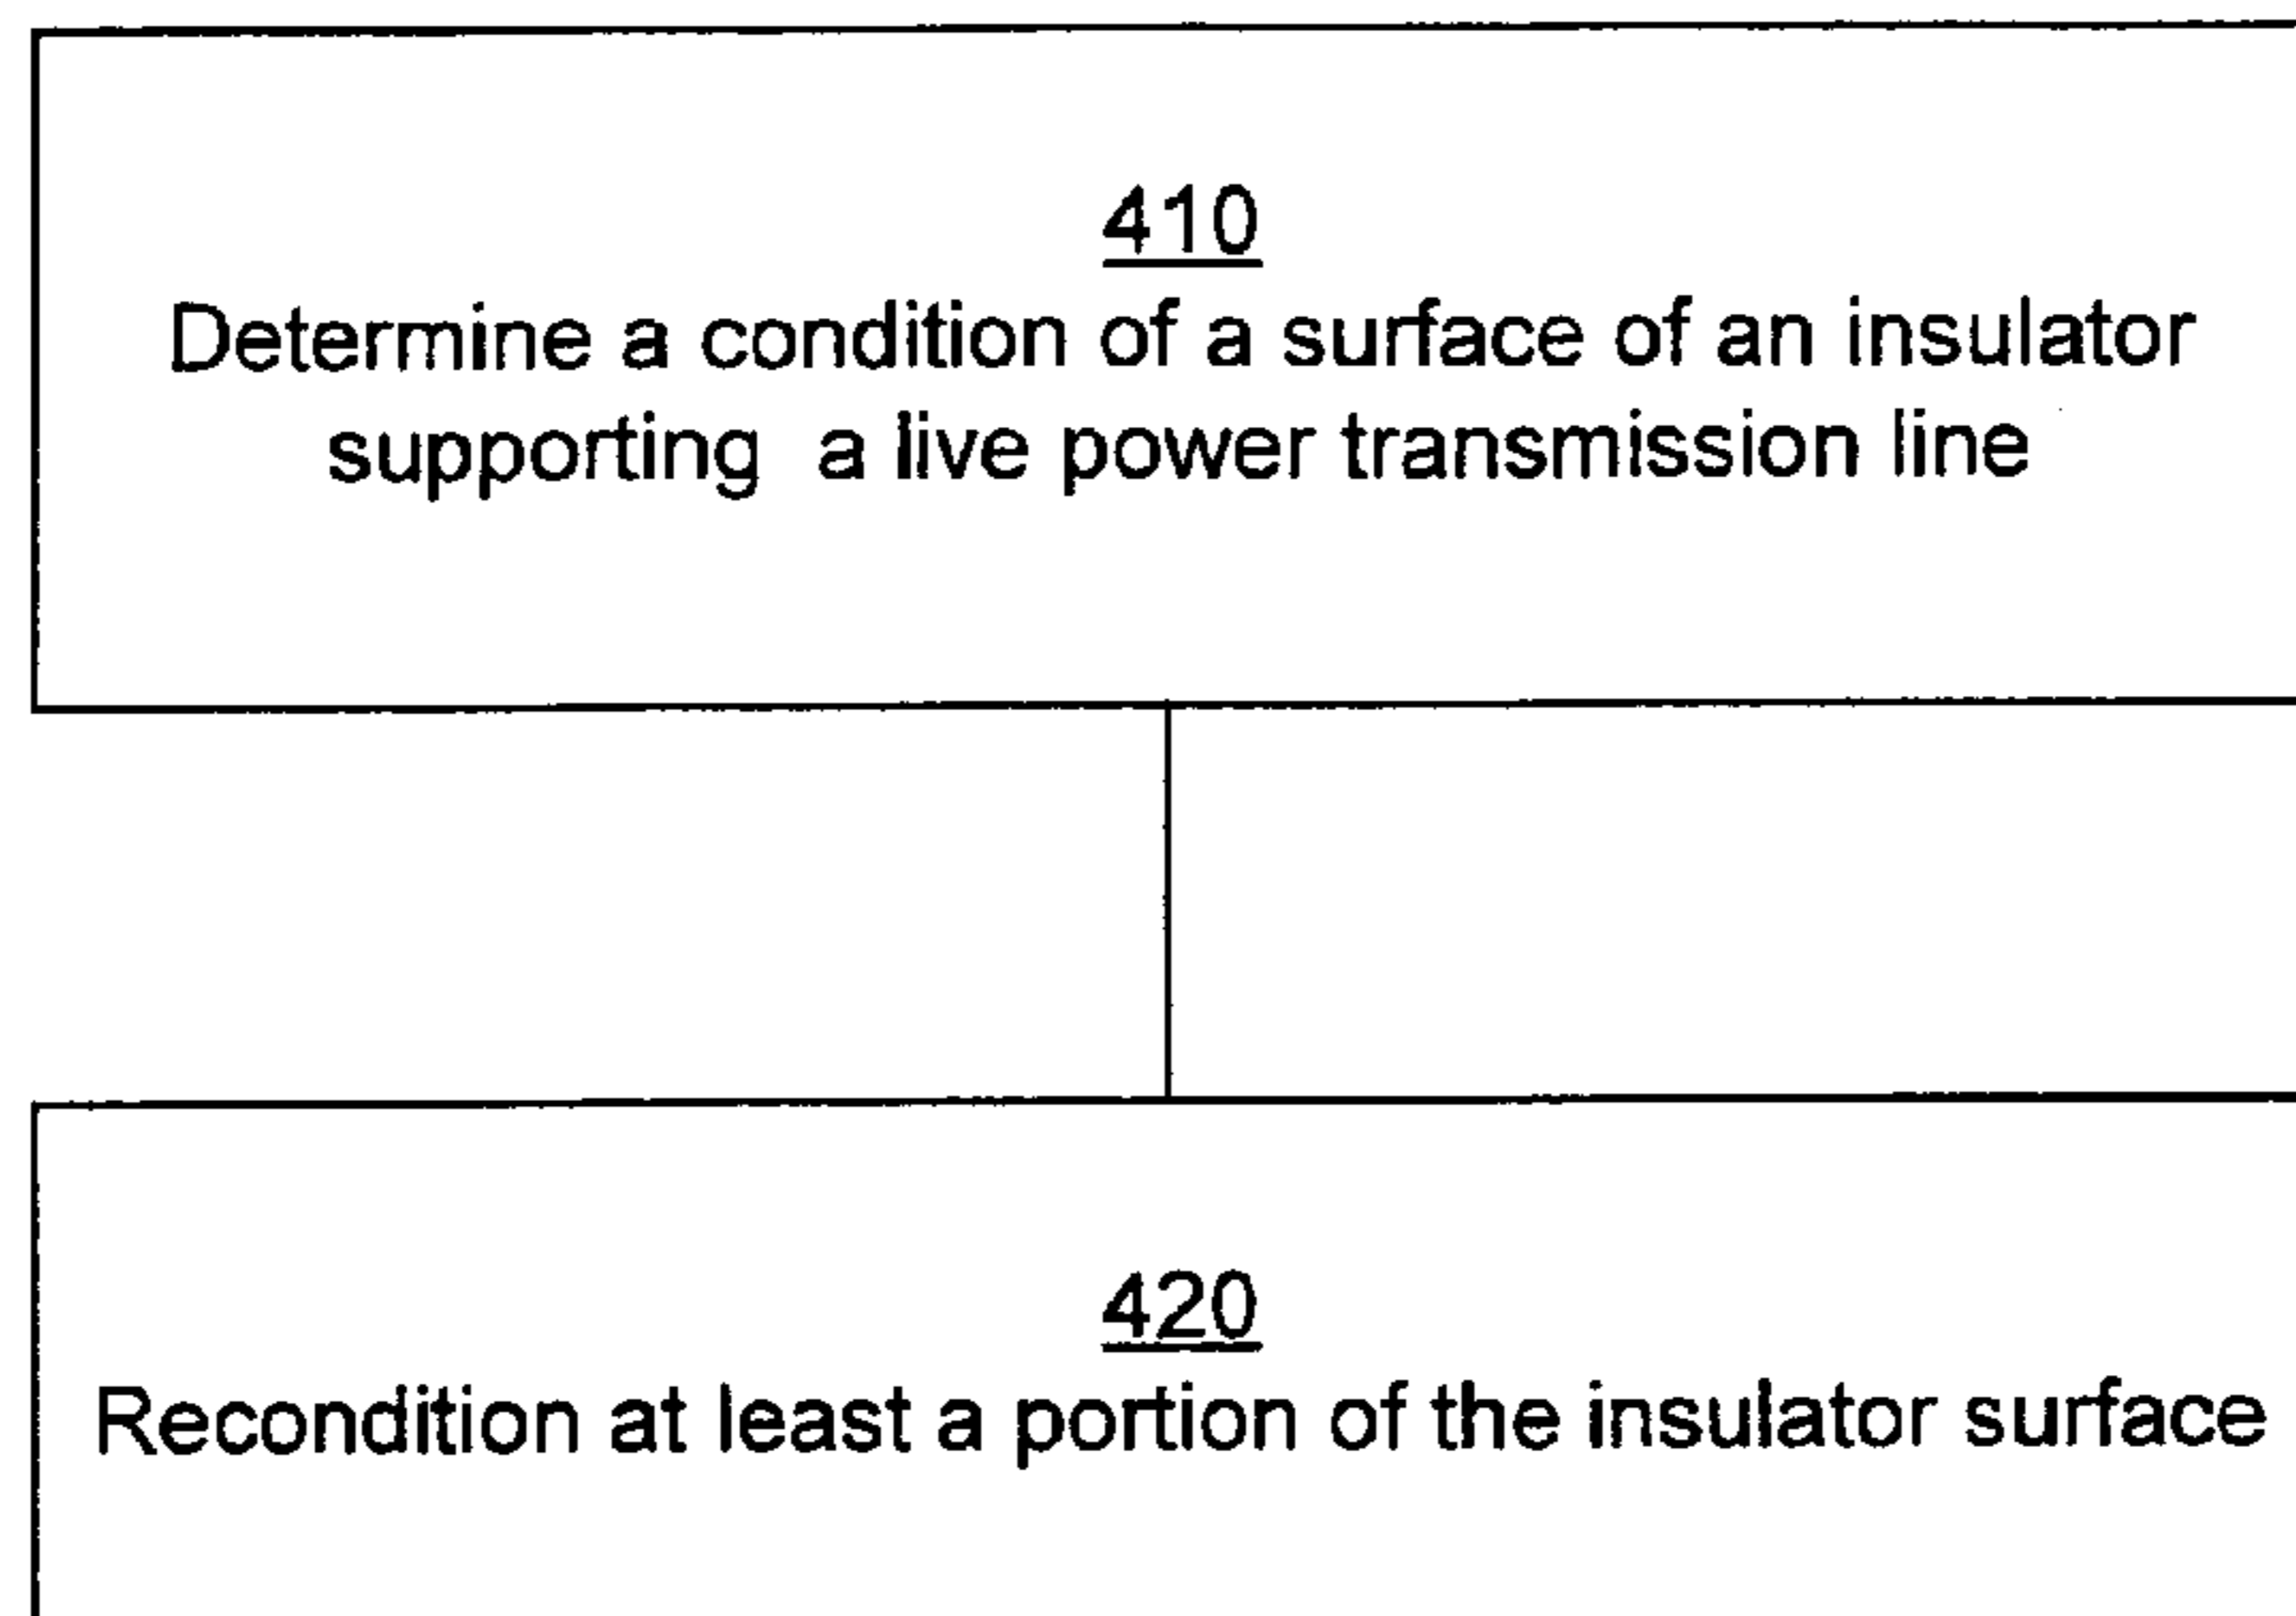 410
Determine a condition of a surface of an insulator
supporting a live power transmission line
420
Recondition at least a portion of the insulator surface